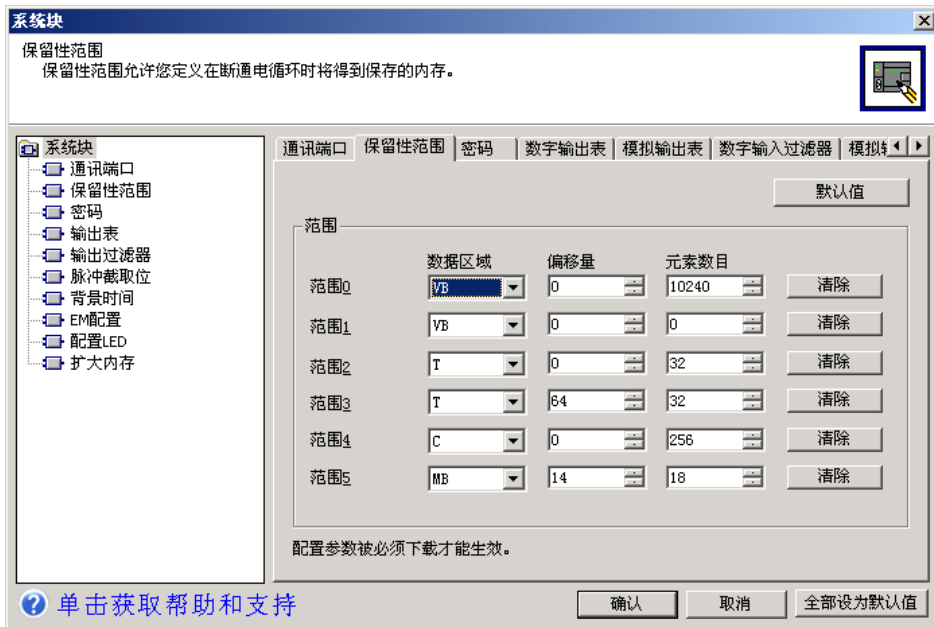 系统块
保留性范围
保留性范围允许您定义在断通电循环时将得到保存的内存。
系统块
通讯端口
保留性范围
密码
输出表
输出过滤器
脉冲截取位
背景时间
EM配置
配置LED
扩大内存
通讯端口 保留性范围 密码 数字输出表 模拟输出表 数字输入过滤器 模拟
默认值
范围
数据区域 偏移量 元素数目
范围0 VB 0 10240 清除
范围1 VB 0 0 清除
范围2 T 0 32 清除
范围3 T 64 32 清除
范围4 C 0 256 清除
范围5 MB 14 18 清除
配置参数被必须下载才能生效。
单击获取帮助和支持 确认 取消 全部设为默认值